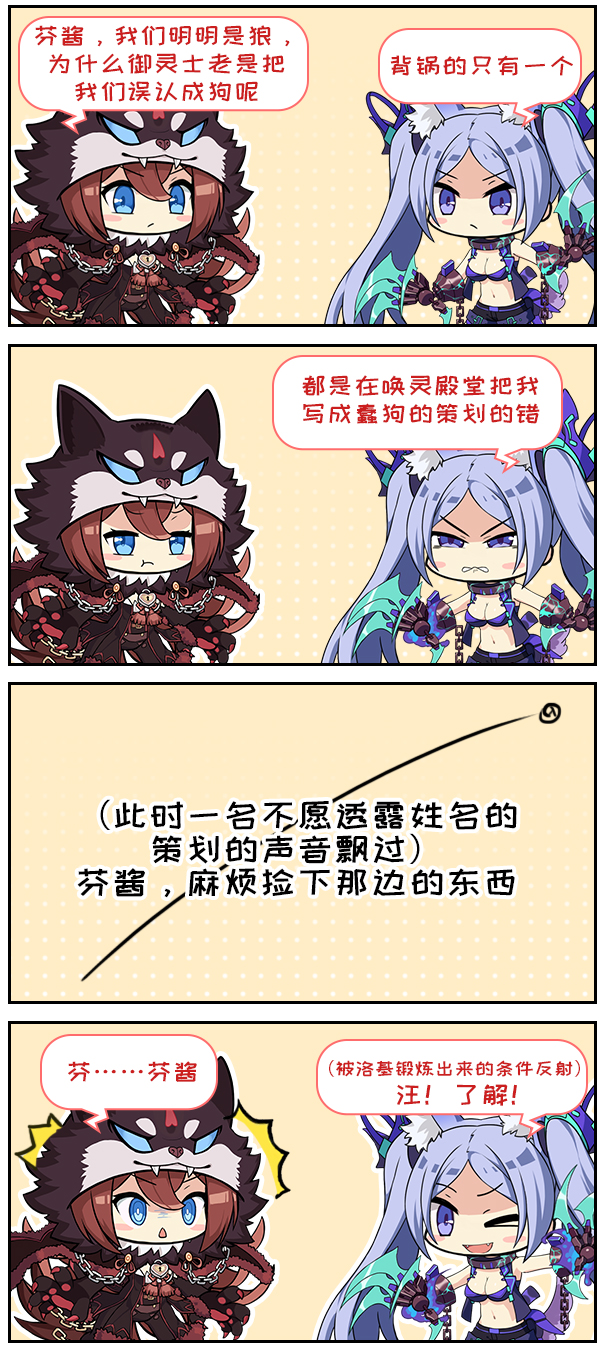 芬酱，我们明明是狼，
为什么御灵士老是把
我们误认成狗呢
背锅的只有一个
都是在唤灵殿堂把我
写成蠢狗的策划的错
（此时一名不愿透露姓名的
策划的声音飘过）
芬酱，麻烦捡下那边的东西
芬……芬酱
（被洛基锻炼出来的条件反射）
汪！了解！